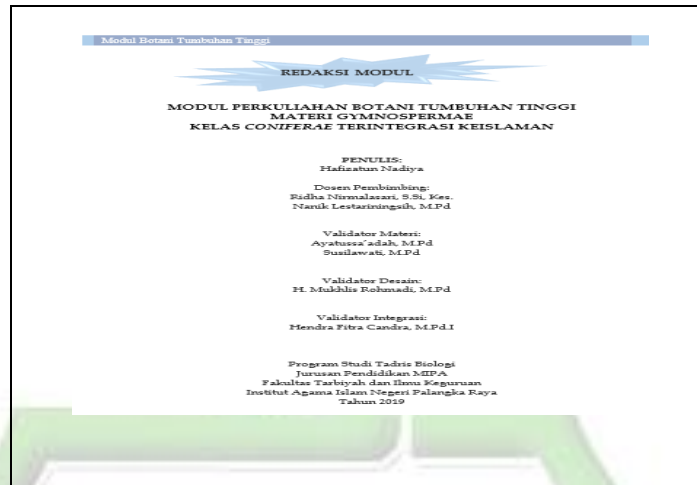 Modul Botani Tumbuhan Tinggi
REDAKSI MODUL
MODUL PERKULIAHAN BOTANI TUMBUHAN TINGGI
MATERI GYMNOSPERMAE
KELAS CONIFERAE TERINTEGRASI KEISLAMAN
PENULIS:
Hafizatun Nadiya
Dosen Pembimbing:
Ridha Nirmalasari, S.Si, Kes.
Nanik Lestariningsih, M.Pd
Validator Materi:
Ayatussa'adah, M.Pd
Susilawati, M.Pd
Validator Desain:
H. Mukhlis Rohmadi, M.Pd
Validator Integrasi:
Hendra Fitra Candra, M.Pd.I
Program Studi Tadris Biologi
Jurusan Pendidikan MIPA
Fakultas Tarbiyah dan Ilmu Keguruan
Institut Agama Islam Negeri Palangka Raya
Tahun 2019